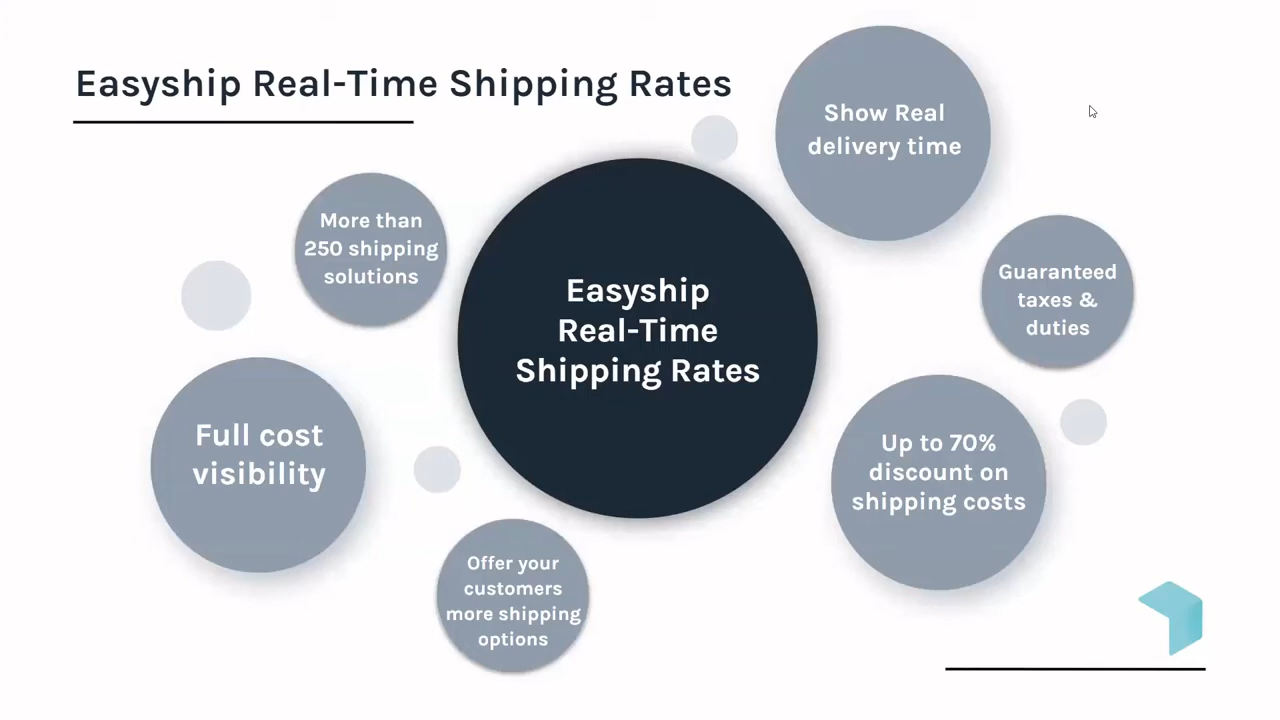 Easyship Real-Time Shipping Rates
Show Real
delivery time
More than
250 shipping
solutions
Easyship
Real-Time
Shipping Rates
Guaranteed
taxes &
duties
Full cost
visibility
Up to 70%
discount on
shipping costs
Offer your
customers
more shipping
options